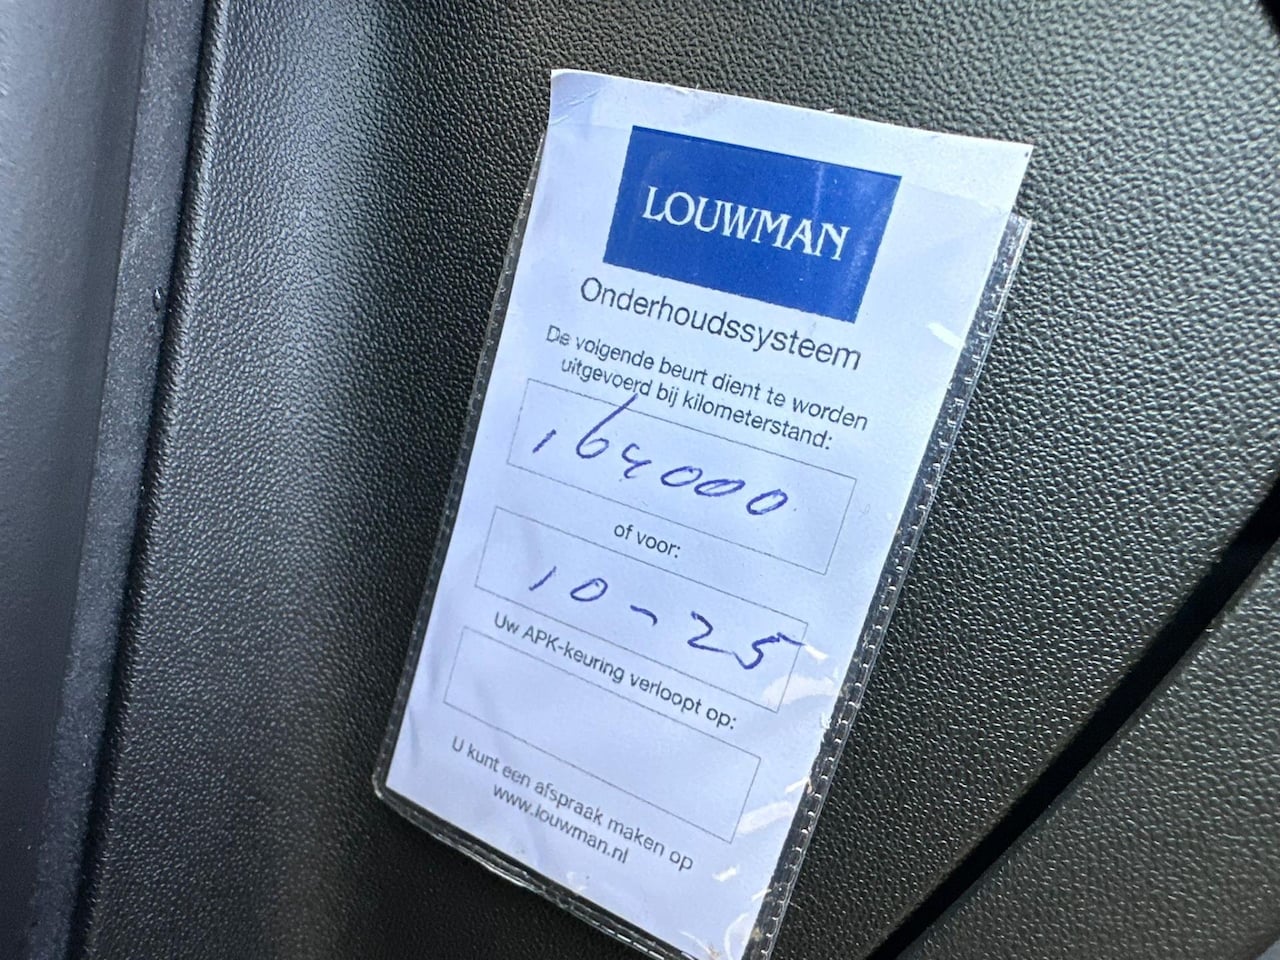 LOUWMAN
Onderhoudssysteem
De volgende beurt dient te worden
uitgevoerd bij kilometerstand:
164000
of voor:
10-25
Uw APK-keuring verloopt op:
U kunt een afspraak maken op
www.louwman.nl